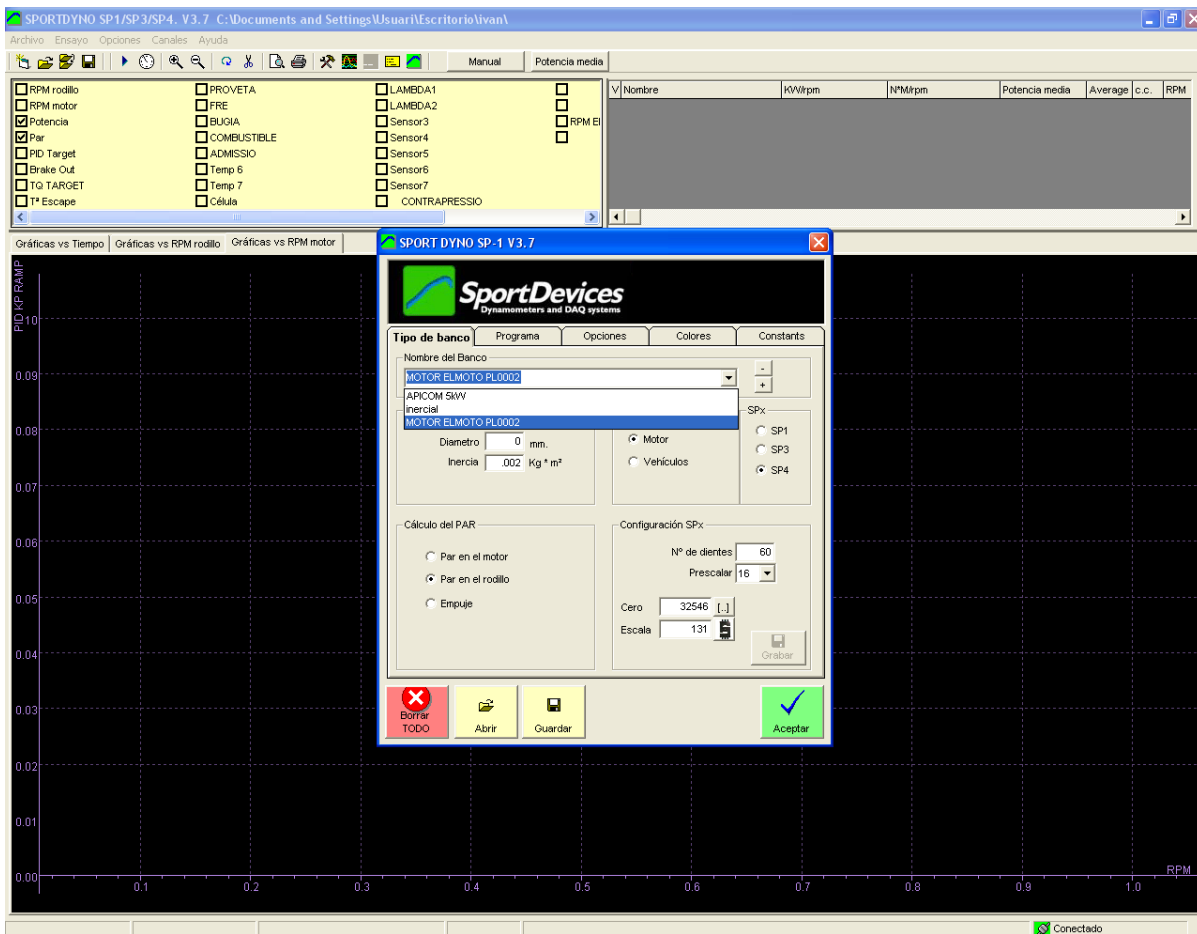 SPORTDYNO SP1/SP3/SP4. V3.7 C:\Documents and Settings\Usuari\Escritorio\ivan\
Archivo Ensayo Opciones Canales Ayuda
Manual Potencia media
RPM rodillo PROVETA LAMBDA1
RPM motor FRE LAMBDA2
Potencia BUGIA Sensor3 RPM El
Par COMBUSTIBLE Sensor4
PID Target ADMISSIO Sensor5
Brake Out Temp 6 Sensor6
TQ TARGET Temp 7 Sensor7
Tª Escape Célula CONTRAPRESSIO
V Nombre KW/rpm N*M/rpm Potencia media Average c.c. RPM
Gráficas vs Tiempo Gráficas vs RPM rodillo Gráficas vs RPM motor
PID KP RAMP
10
0.09
0.08
0.07
0.06
0.05
0.04
0.03
0.02
0.01
0.00
0.1 0.2 0.3 0.4 0.5 0.6 0.7 0.8 0.9 1.0
RPM
SPORT DYNO SP-1 V3.7
SportDevices
Dynamometers and DAQ systems
Tipo de banco Programa Opciones Colores Constants
Nombre del Banco
MOTOR ELMOTO PL0002
-
+
APICOM 5kW
inercial
MOTOR ELMOTO PL0002
Diametro 0 mm.
Inercia .002 Kg * m²
Motor
Vehículos
SPx
SP1
SP3
SP4
Cálculo del PAR
Par en el motor
Par en el rodillo
Empuje
Configuración SPx
Nº de dientes 60
Prescalar 16
Cero 32546 [..]
Escala 131
Grabar
Borrar TODO
Abrir
Guardar
Aceptar
Conectado